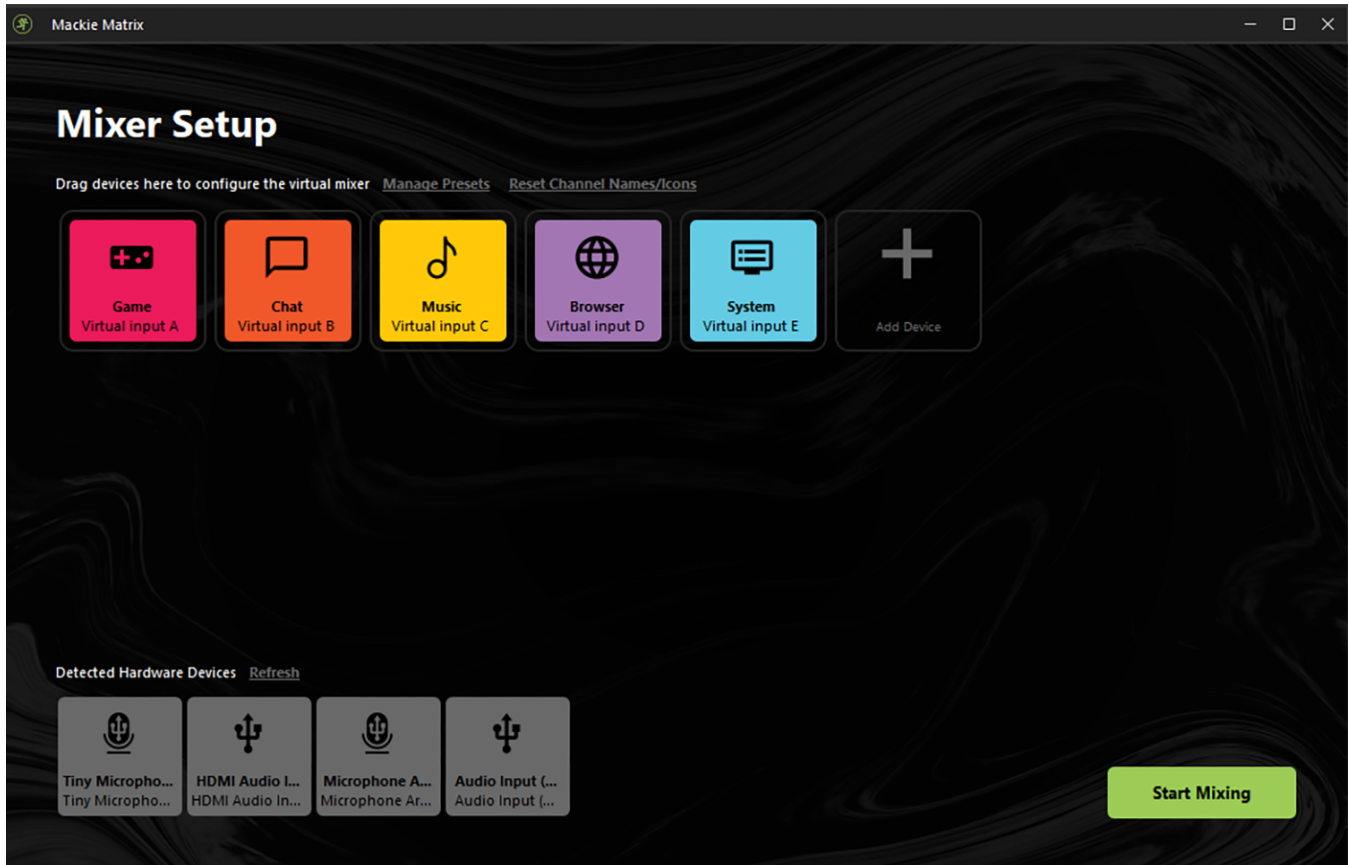 Mackie Matrix
Mixer Setup
Drag devices here to configure the virtual mixer Manage Presets Reset Channel Names/Icons
Game
Virtual input A
Chat
Virtual input B
Music
Virtual input C
Browser
Virtual input D
System
Virtual input E
Add Device
Detected Hardware Devices Refresh
Tiny Micropho...
Tiny Micropho...
HDMI Audio I...
HDMI Audio In...
Microphone A...
Microphone Ar...
Audio Input (...
Audio Input (...
Start Mixing